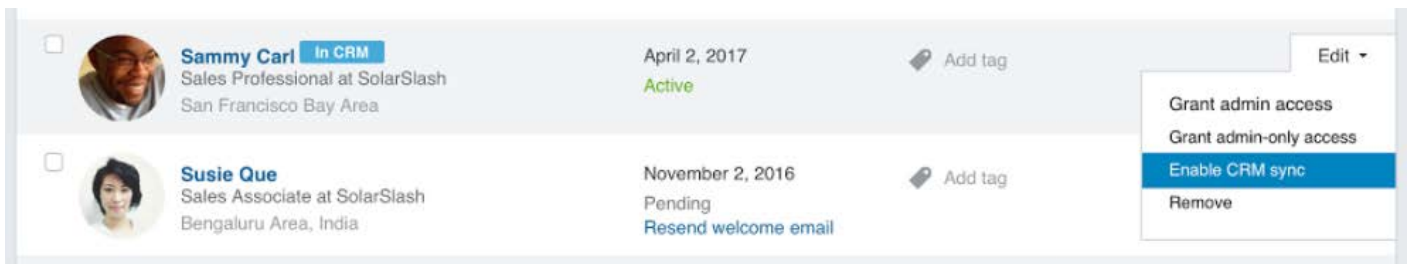 Sammy Carl In CRM
Sales Professional at SolarSlash
San Francisco Bay Area
April 2, 2017
Active
Add tag
Edit
Grant admin access
Grant admin-only access
Enable CRM sync
Remove
Susie Que
Sales Associate at SolarSlash
Bengaluru Area, India
November 2, 2016
Pending
Resend welcome email
Add tag